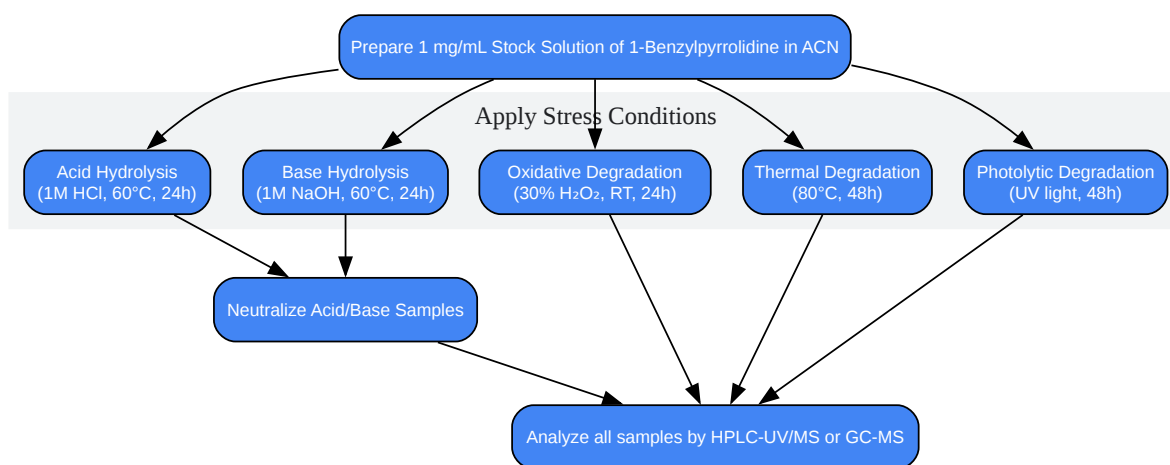 Prepare 1 mg/mL Stock Solution of 1-Benzylpyrrolidine in ACN
Apply Stress Conditions
Acid Hydrolysis
(1M HCl, 60°C, 24h)
Base Hydrolysis
(1M NaOH, 60°C, 24h)
Oxidative Degradation
(30% H₂O₂, RT, 24h)
Thermal Degradation
(80°C, 48h)
Photolytic Degradation
(UV light, 48h)
Neutralize Acid/Base Samples
Analyze all samples by HPLC-UV/MS or GC-MS